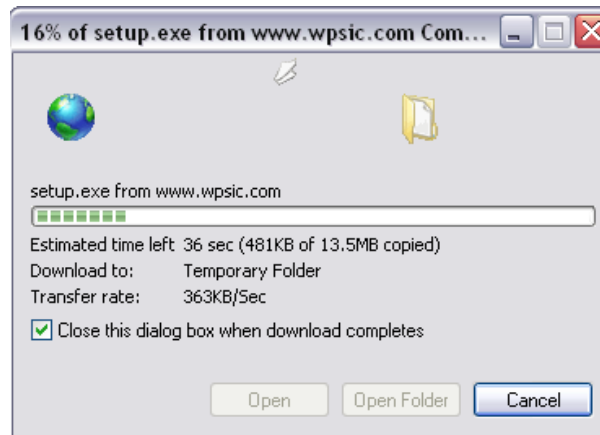 16% of setup.exe from www.wpsic.com Com...
setup.exe from www.wpsic.com
Estimated time left 36 sec (481KB of 13.5MB copied)
Download to: Temporary Folder
Transfer rate: 363KB/Sec
Close this dialog box when download completes
Open Open Folder Cancel